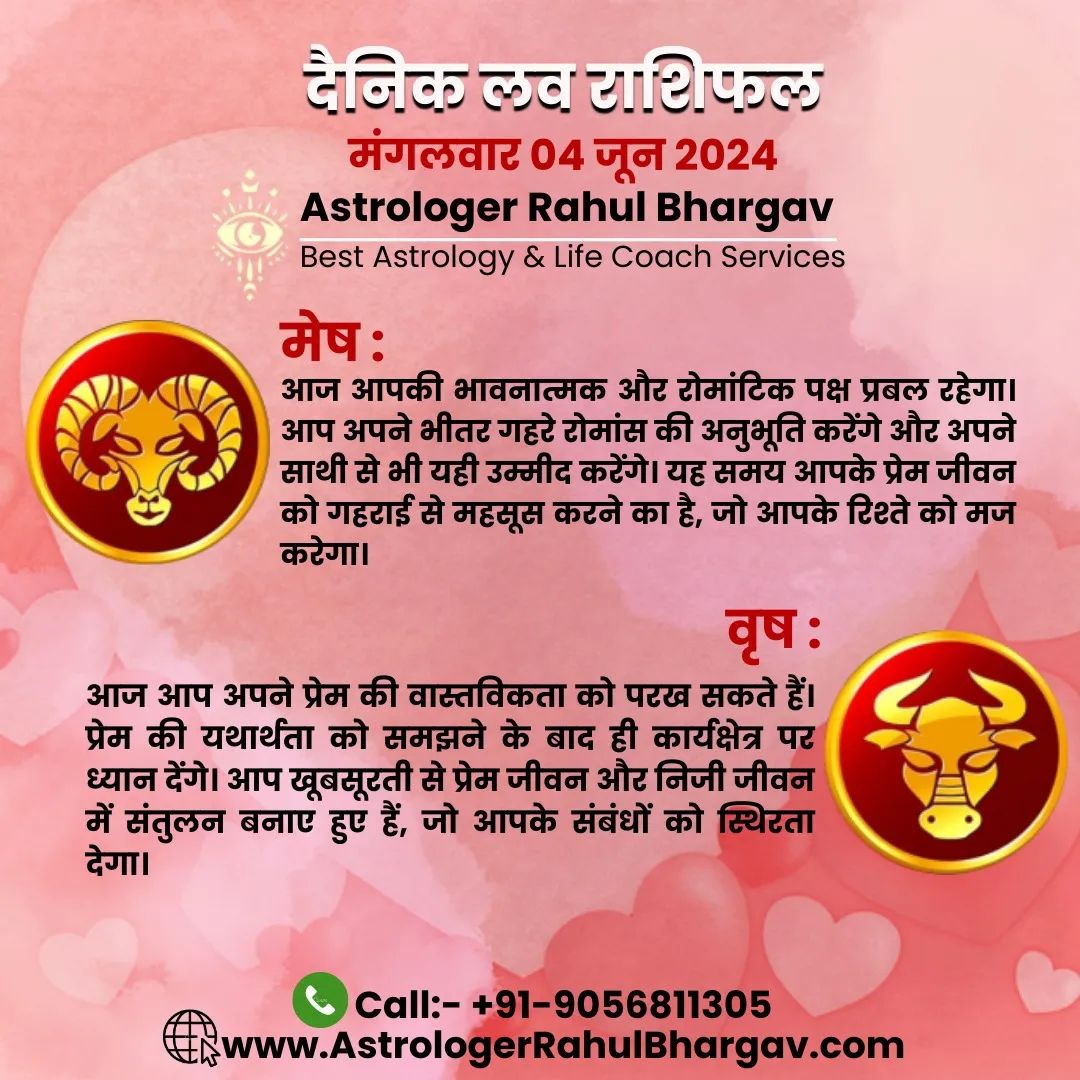 दैनिक लव राशिफल
मंगलवार 04 जून 2024
Astrologer Rahul Bhargav
Best Astrology & Life Coach Services
मेष :
आज आपकी भावनात्मक और रोमांटिक पक्ष प्रबल रहेगा।
आप अपने भीतर गहरे रोमांस की अनुभूति करेंगे और अपने
साथी से भी यही उम्मीद करेंगे। यह समय आपके प्रेम जीवन
को गहराई से महसूस करने का है, जो आपके रिश्ते को मज
करेगा।
वृष :
आज आप अपने प्रेम की वास्तविकता को परख सकते हैं।
प्रेम की यथार्थता को समझने के बाद ही कार्यक्षेत्र पर
ध्यान देंगे। आप खूबसूरती से प्रेम जीवन और निजी जीवन
में संतुलन बनाए हुए हैं, जो आपके संबंधों को स्थिरता
देगा।
Call:- +91-9056811305
www.AstrologerRahulBhargav.com